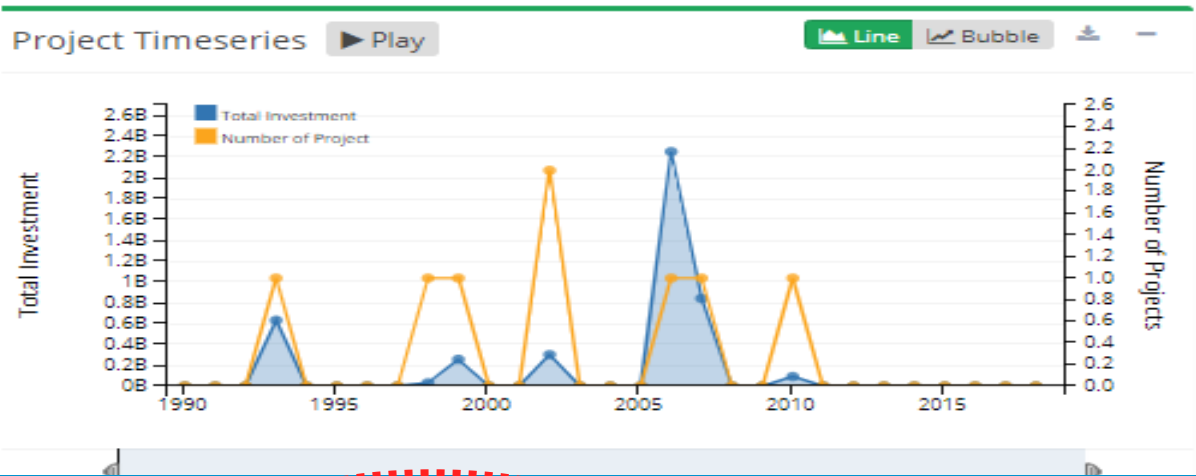 Project Timeseries ▶ Play Line Bubble
Total Investment
Number of Project
Total Investment
2.6B
2.4B
2.2B
2B
1.8B
1.6B
1.4B
1.2B
1B
0.8B
0.6B
0.4B
0.2B
0B
2.6
2.4
2.2
2.0
1.8
1.6
1.4
1.2
1.0
0.8
0.6
0.4
0.2
0.0
Number of Projects
1990 1995 2000 2005 2010 2015